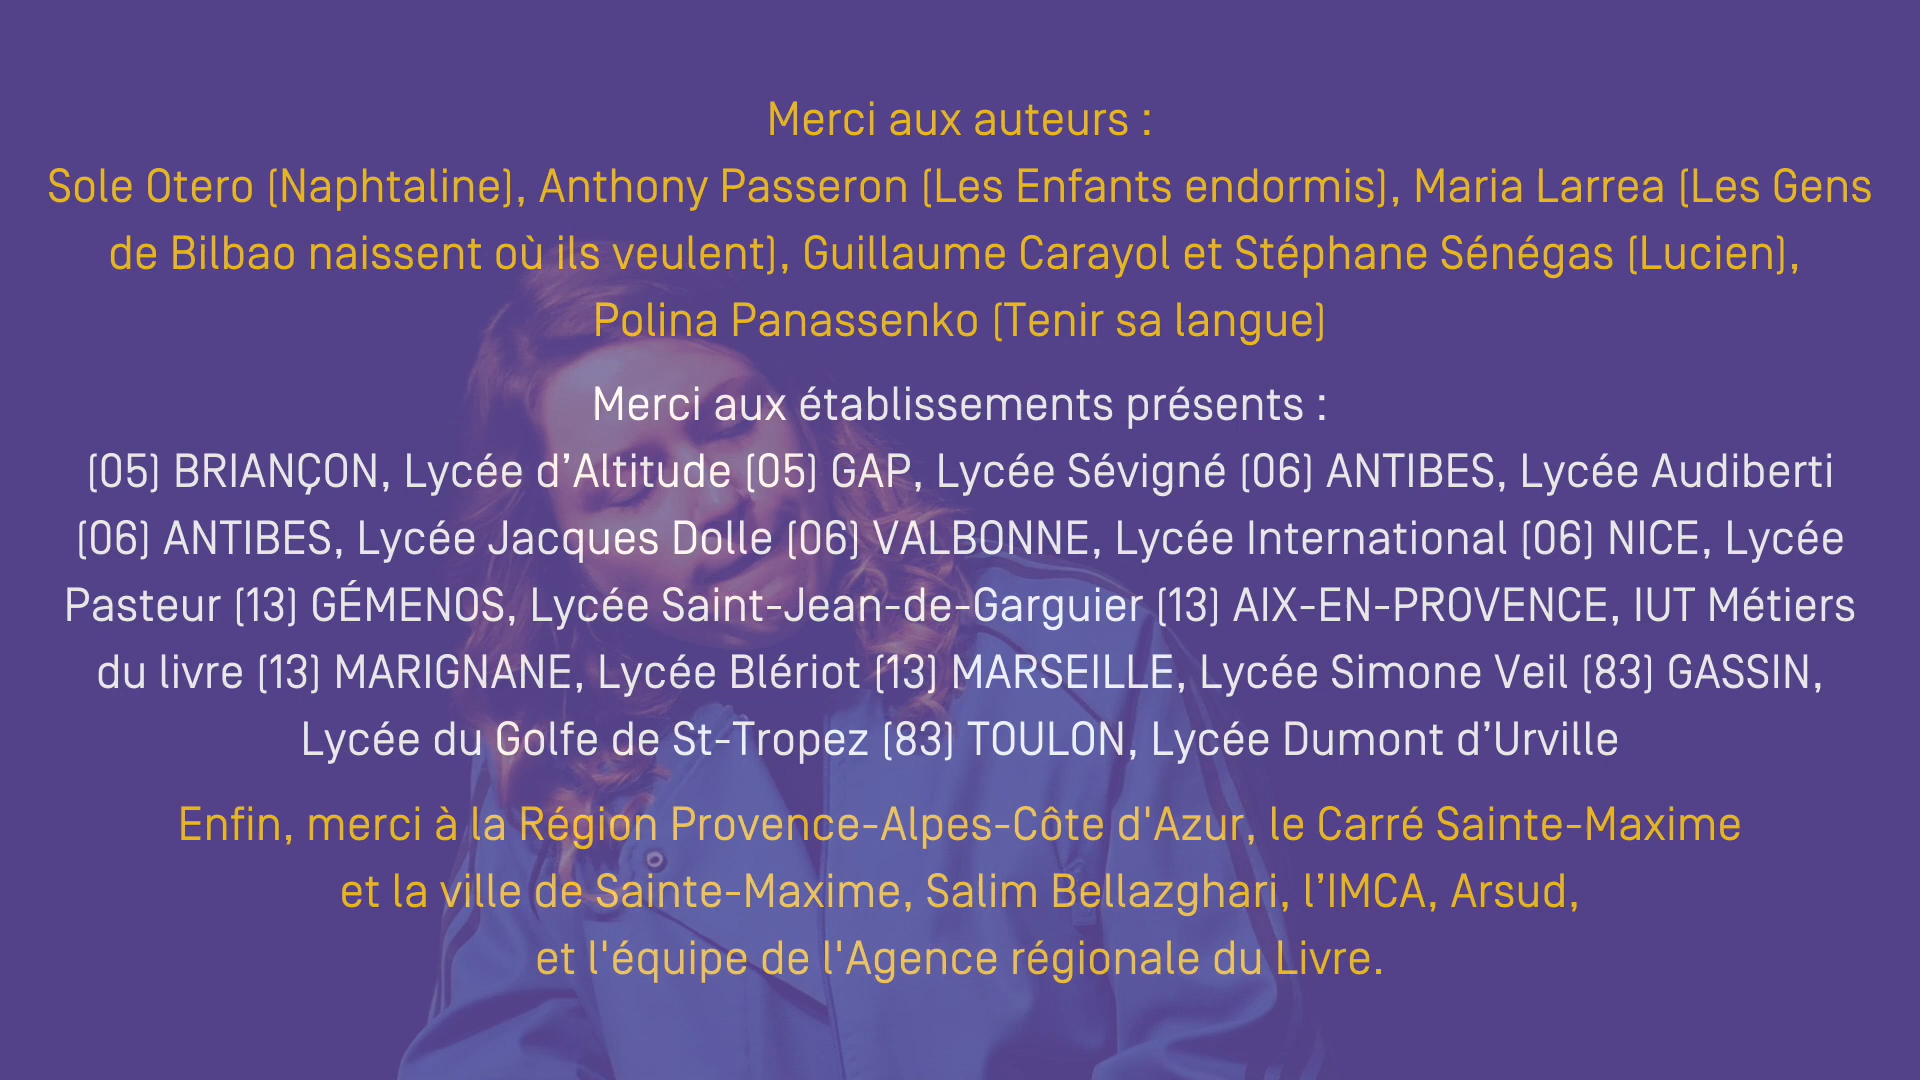 Merci aux auteurs :
Sole Otero (Naphtaline), Anthony Passeron (Les Enfants endormis), Maria Larrea (Les Gens
de Bilbao naissent où ils veulent), Guillaume Carayol et Stéphane Sénégas (Lucien),
Polina Panassenko (Tenir sa langue)
Merci aux établissements présents :
(05) BRIANÇON, Lycée d’Altitude (05) GAP, Lycée Sévigné (06) ANTIBES, Lycée Audiberti
(06) ANTIBES, Lycée Jacques Dolle (06) VALBONNE, Lycée International (06) NICE, Lycée
Pasteur (13) GÉMENOS, Lycée Saint-Jean-de-Garguier (13) AIX-EN-PROVENCE, IUT Métiers
du livre (13) MARIGNANE, Lycée Blériot (13) MARSEILLE, Lycée Simone Veil (83) GASSIN,
Lycée du Golfe de St-Tropez (83) TOULON, Lycée Dumont d’Urville
Enfin, merci à la Région Provence-Alpes-Côte d'Azur, le Carré Sainte-Maxime
et la ville de Sainte-Maxime, Salim Bellazghari, l’IMCA, Arsud,
et l'équipe de l'Agence régionale du Livre.